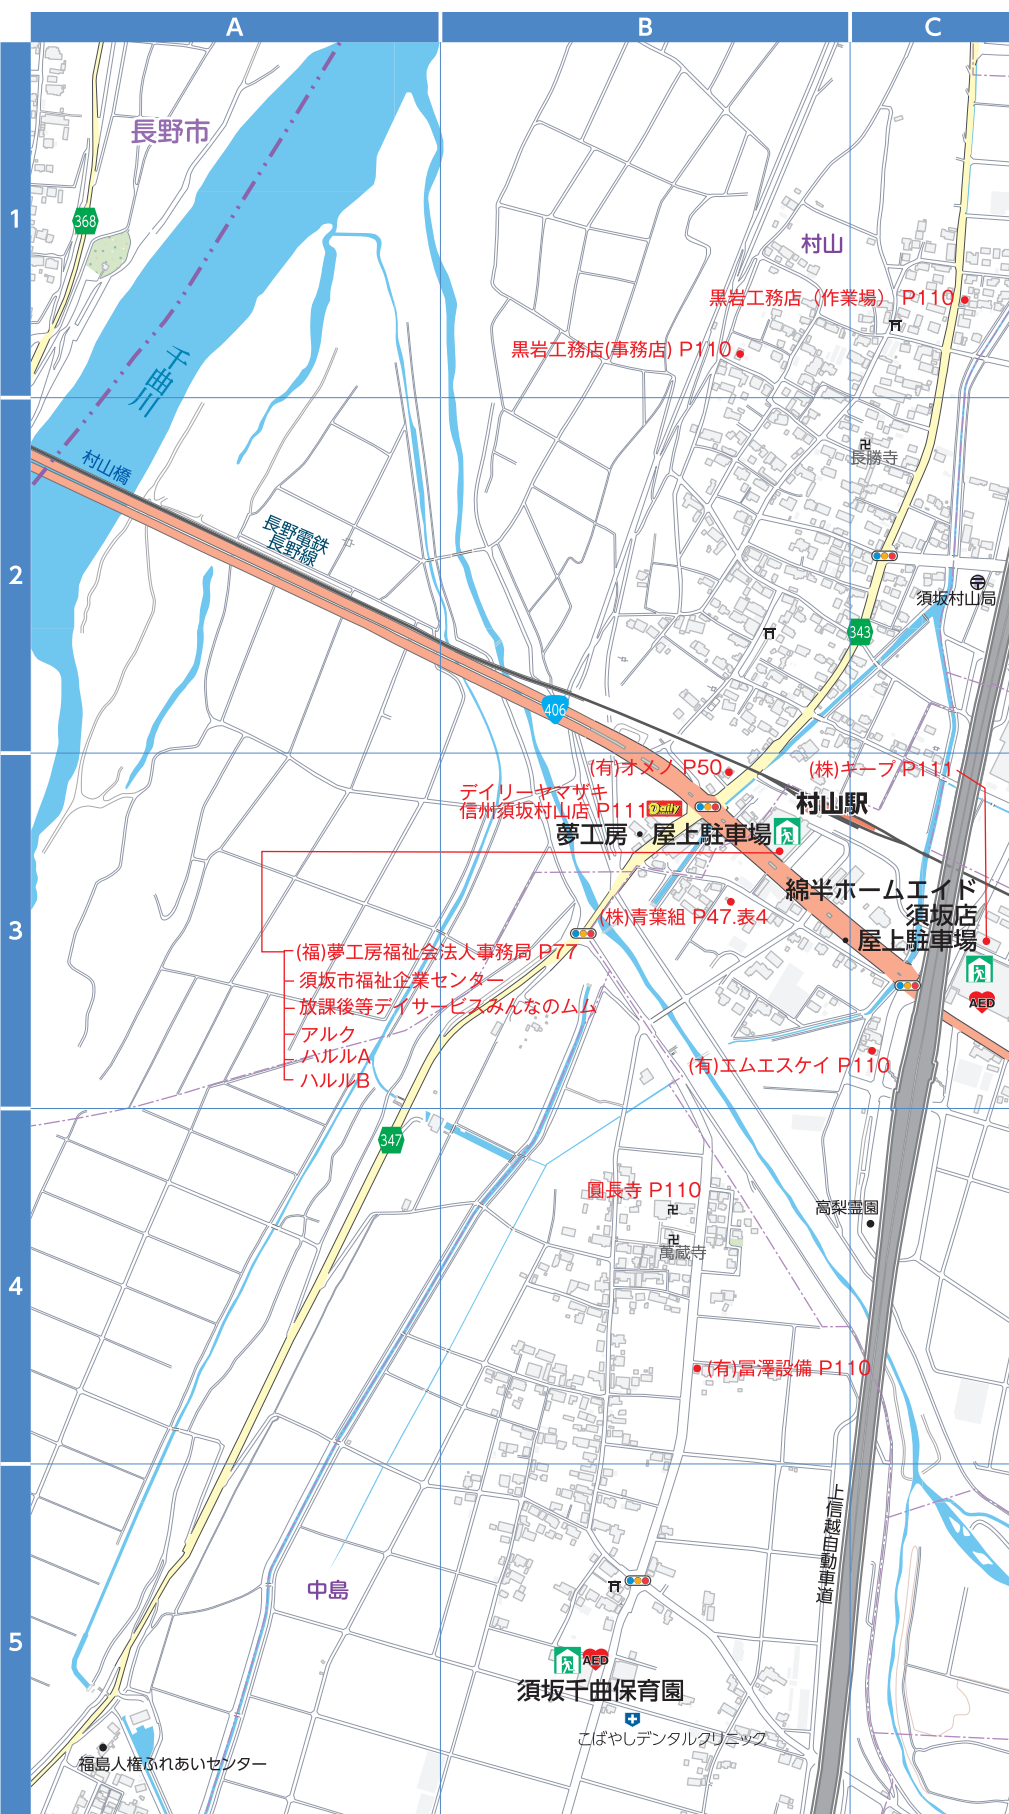 A
B
C
1
2
3
4
5
長野市
368
村山
黒岩工務店（作業場） P110
黒岩工務店(事務店) P110
千曲川
村山橋
長勝寺
長野電鉄
長野線
須坂村山局
343
406
(有)オメノ P50
(株)キープ P111
デイリーヤマザキ
信州須坂村山店 P111
Daily
村山駅
夢工房・屋上駐車場
綿半ホームエイド
須坂店
・屋上駐車場
(株)青葉組 P47.表4
(福)夢工房福祉会法人事務局 P77
須坂市福祉企業センター
放課後等デイサービスみんなのムム
アルク
ハルルA
ハルルB
AED
(有)エムエスケイ P110
347
圓長寺 P110
高梨霊園
萬蔵寺
(有)冨澤設備 P110
上信越自動車道
中島
AED
須坂千曲保育園
こばやしデンタルクリニック
福島人権ふれあいセンター